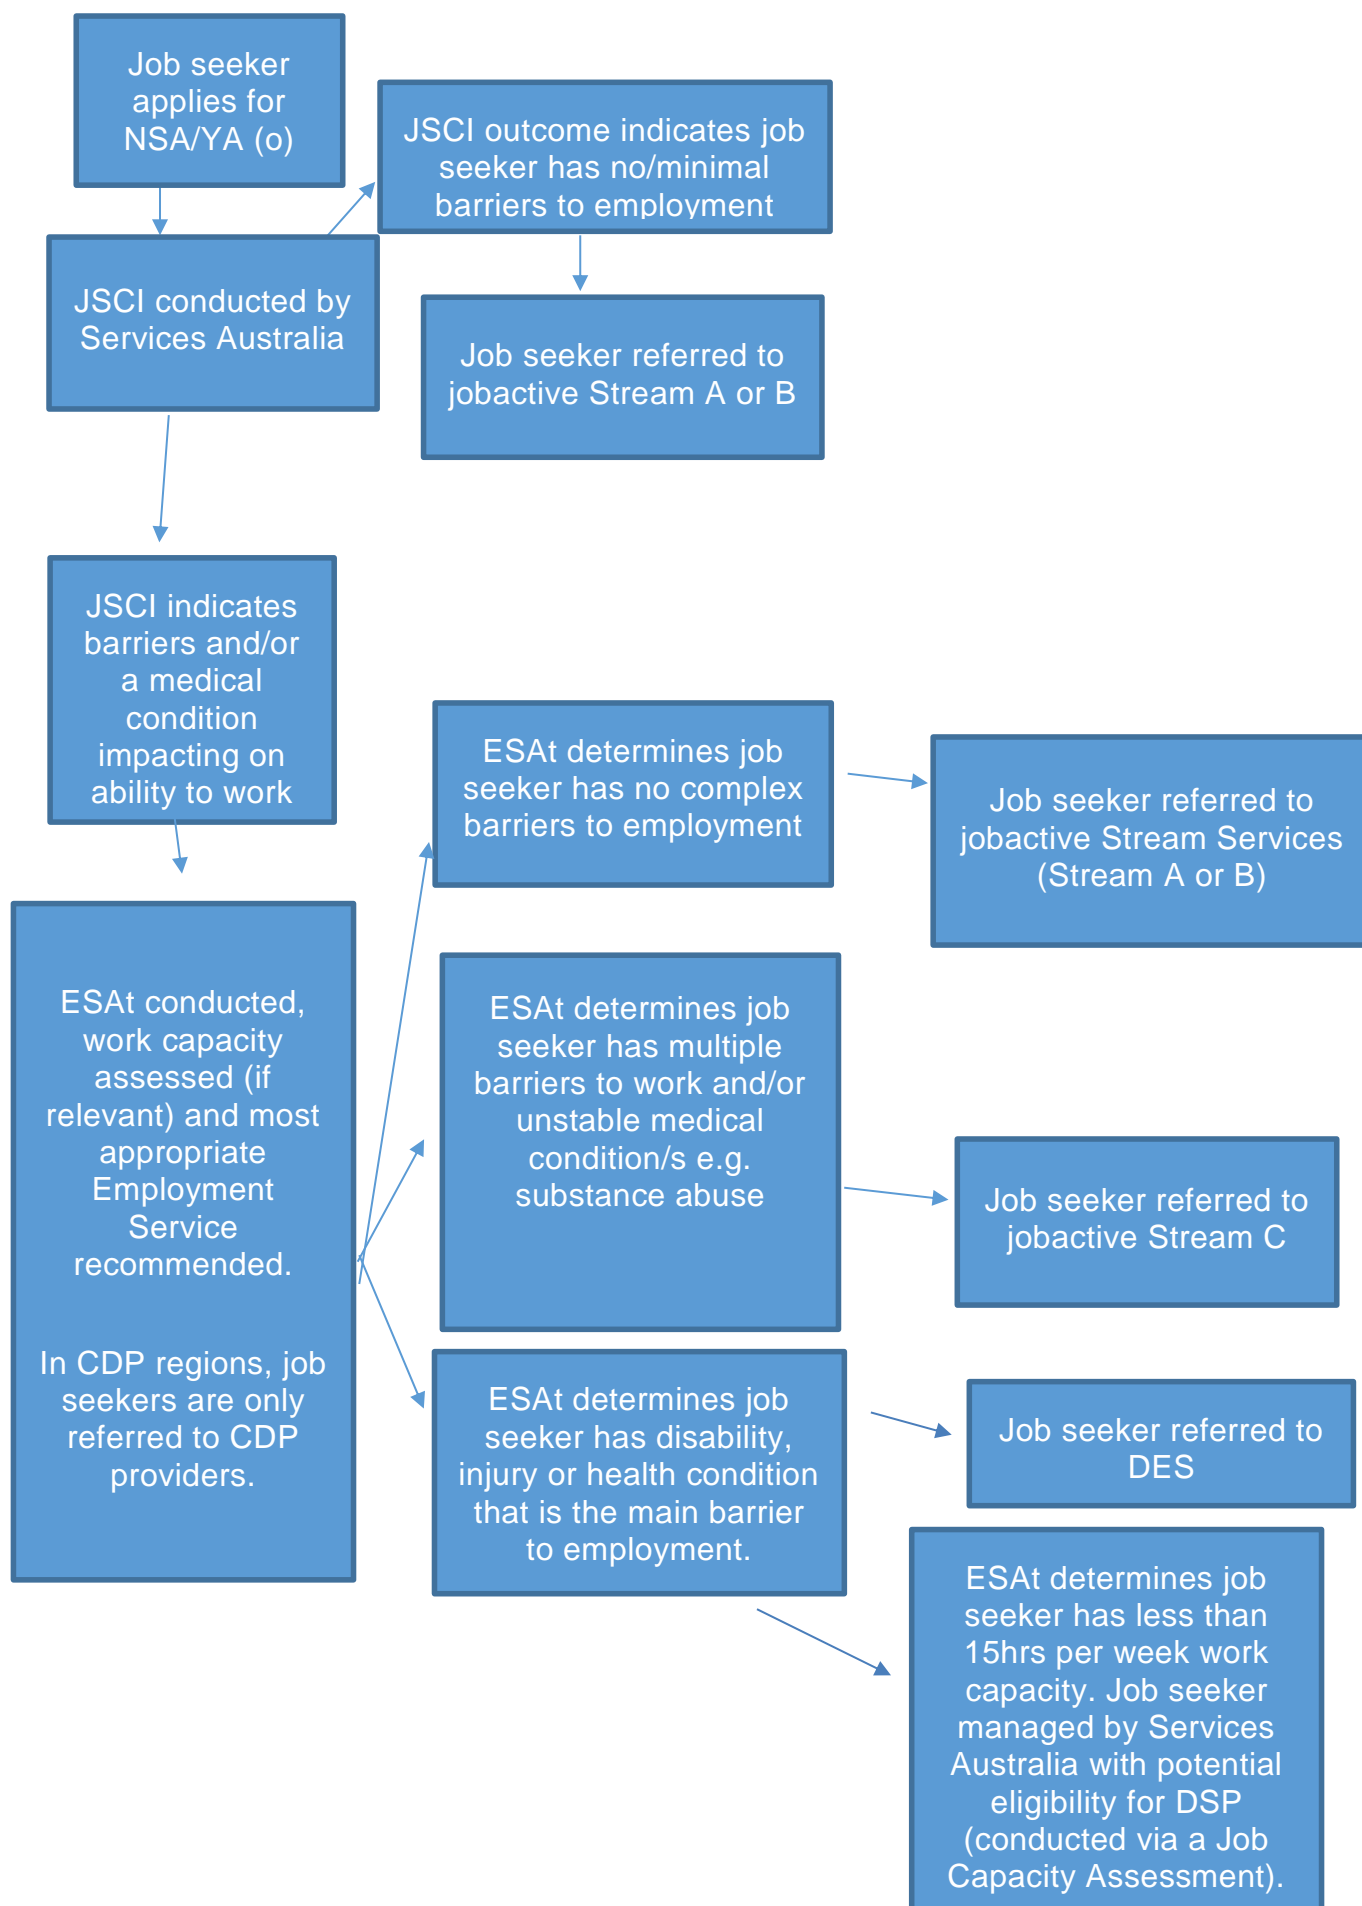 Job seeker
applies for
NSA/YA (o)
JSCI outcome indicates job
seeker has no/minimal
barriers to employment
JSCI conducted by
Services Australia
Job seeker referred to
jobactive Stream A or B
JSCI indicates
barriers and/or
a medical
condition
impacting on
ability to work
ESAt determines job
seeker has no complex
barriers to employment
Job seeker referred to
jobactive Stream Services
(Stream A or B)
ESAt conducted,
work capacity
assessed (if
relevant) and most
appropriate
Employment
Service
recommended.
In CDP regions, job
seekers are only
referred to CDP
providers.
ESAt determines job
seeker has multiple
barriers to work and/or
unstable medical
condition/s e.g.
substance abuse
Job seeker referred to
jobactive Stream C
ESAt determines job
seeker has disability,
injury or health condition
that is the main barrier
to employment.
Job seeker referred to
DES
ESAt determines job
seeker has less than
15hrs per week work
capacity. Job seeker
managed by Services
Australia with potential
eligibility for DSP
(conducted via a Job
Capacity Assessment).